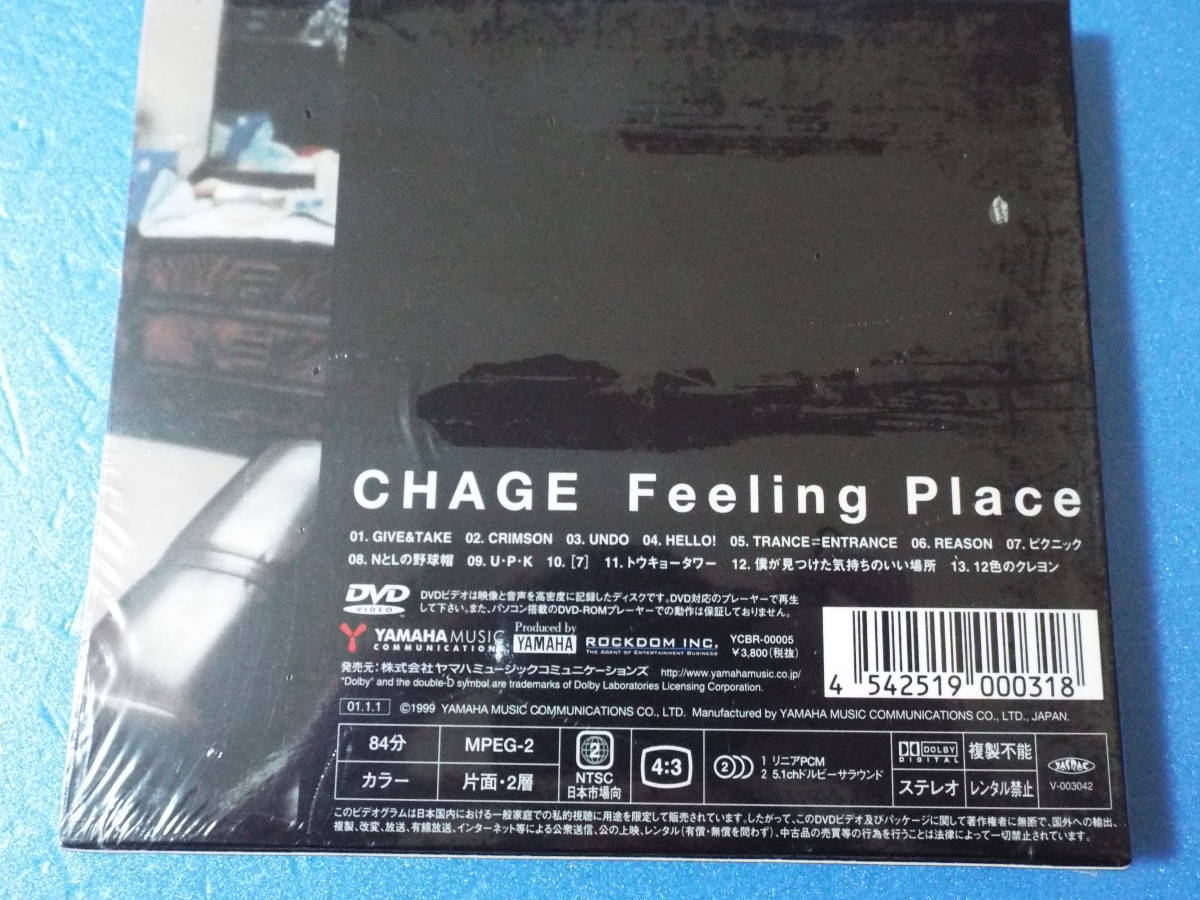 CHAGE Feeling Place
01. GIVE&TAKE 02. CRIMSON 03. UNDO 04. HELLO! 05. TRANCE⇌ENTRANCE 06. REASON 07. ピクニック
08. NとLの野球帽 09. U・P・K 10. [7] 11. トウキョータワー 12. 僕が見つけた気持ちのいい場所 13. 12色のクレヨン
DVD VIDEO
DVDビデオは映像と音声を高密度に記録したディスクです。DVD対応のプレーヤーで再生
して下さい。また、パソコン搭載のDVD-ROMプレーヤーでの動作は保証しておりません。
YAMAHA MUSIC COMMUNICATIONS
Produced by YAMAHA
ROCKDOM INC.
THE AGENT OF ENTERTAINMENT BUSINESS
YCBR-00005
¥3,800(税抜)
発売元:株式会社ヤマハミュージックコミュニケーションズ http://www.yamahamusic.co.jp/
"Dolby" and the double-D symbol are trademarks of Dolby Laboratories Licensing Corporation.
4 542519 000318
01.1.1 ©1999 YAMAHA MUSIC COMMUNICATIONS CO., LTD. Manufactured by YAMAHA MUSIC COMMUNICATIONS CO., LTD., JAPAN.
84分
MPEG-2
カラー
片面・2層
2
NTSC
日本市場向
4:3
2
1 リニアPCM
2 5.1chドルビーサラウンド
DOLBY DIGITAL
ステレオ
複製不能
レンタル禁止
JASRAC
V-003042
このビデオグラムは日本国内における一般家庭での私的視聴に用途を限定して販売されています。したがって、このDVDビデオ及びパッケージに関して著作権者に無断で、国外への輸出、
複製、改変、放送、有線放送、インターネット等による公衆送信、公の上映、レンタル(有償・無償を問わず)、中古品の売買等の行為を行うことは法律によって一切禁止されています。